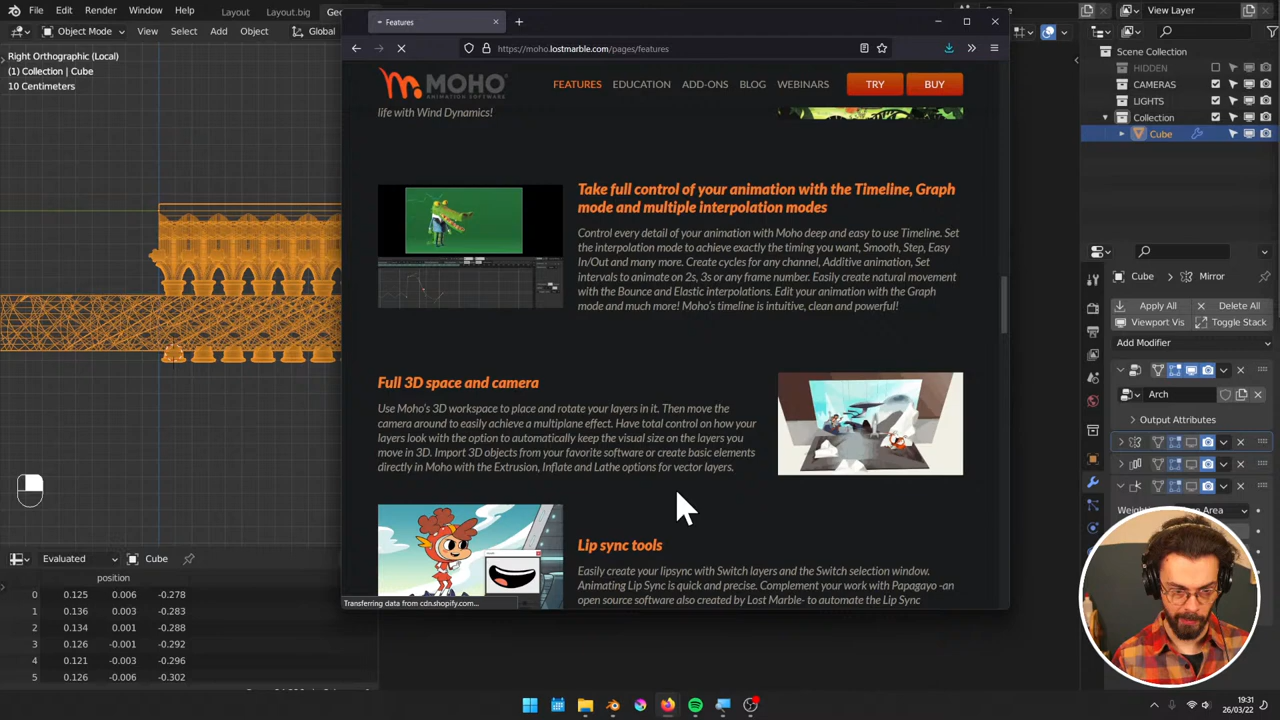 File Edit Render Window Help
Layout Layout.big
View Layer
Object Mode View Select Add Object Global
Right Orthographic (Local)
(1) Collection | Cube
10 Centimeters
Features
https://moho.lostmarble.com/pages/features
MOHO
ANIMATION SOFTWARE
FEATURES EDUCATION ADD-ONS BLOG WEBINARS TRY BUY
life with Wind Dynamics!
Take full control of your animation with the Timeline, Graph
mode and multiple interpolation modes
Control every detail of your animation with Moho deep and easy to use Timeline. Set
the interpolation mode to achieve exactly the timing you want, Smooth, Step, Easy
In/Out and many more. Create cycles for any channel, Additive animation, Set
intervals to animate on 2s, 3s or any frame number. Easily create natural movement
with the Bounce and Elastic interpolations. Edit your animation with the Graph
mode and much more! Moho's timeline is intuitive, clean and powerful!
Full 3D space and camera
Use Moho's 3D workspace to place and rotate your layers in it. Then move the
camera around to easily achieve a multiplane effect. Have total control on how your
layers look with the option to automatically keep the visual size on the layers you
move in 3D. Import 3D objects from your favorite software or create basic elements
directly in Moho with the Extrusion, Inflate and Lathe options for vector layers.
Lip sync tools
Easily create your lipsync with Switch layers and the Switch selection window.
Animating Lip Sync is quick and precise. Complement your work with Papagayo -an
open source software also created by Lost Marble- to automate the Lip Sync
Transferring data from cdn.shopify.com...
Scene Collection
HIDDEN
CAMERAS
LIGHTS
Collection
Cube
Cube Mirror
Apply All Delete All
Viewport Vis Toggle Stack
Add Modifier
Arch
Output Attributes
Evaluated Cube
position
0 0.125 0.006 -0.278
1 0.136 0.003 -0.283
2 0.134 0.001 -0.288
3 0.126 -0.001 -0.292
4 0.121 -0.003 -0.296
5 0.126 -0.006 -0.302
19:31
26/03/22